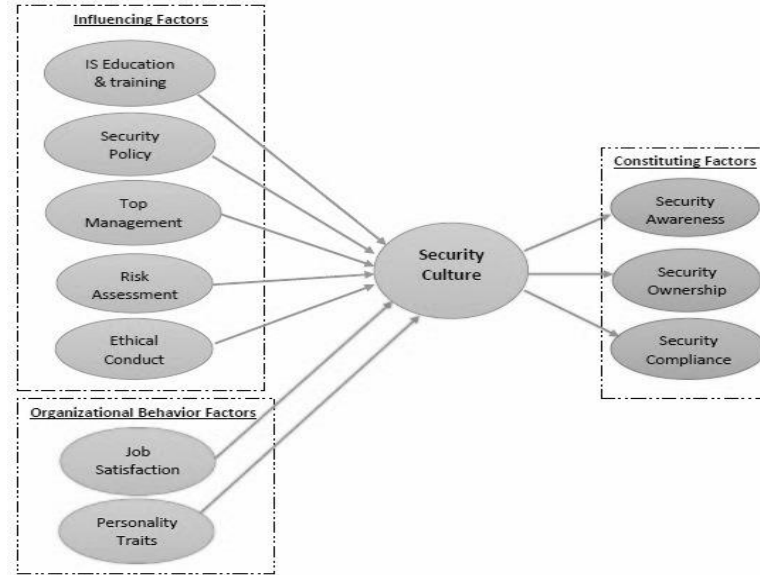 Influencing Factors
IS Education
& training
Security
Policy
Top
Management
Risk
Assessment
Ethical
Conduct
Organizational Behavior Factors
Job
Satisfaction
Personality
Traits
Security
Culture
Constituting Factors
Security
Awareness
Security
Ownership
Security
Compliance